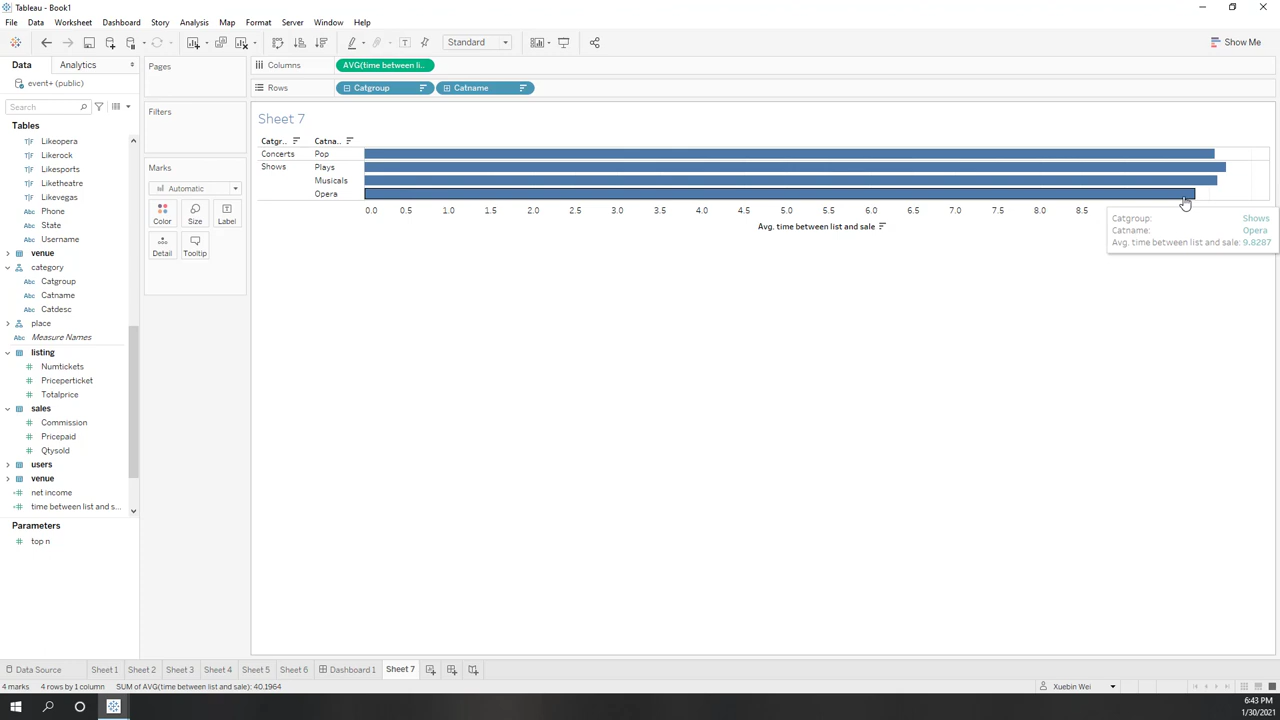 Tableau - Book1
File Data Worksheet Dashboard Story Analysis Map Format Server Window Help
Standard
Show Me
Data Analytics
event+ (public)
Search
Tables
Likeopera
Likerock
Likesports
Liketheatre
Likevegas
Abc Phone
Abc State
Abc Username
venue
category
Abc Catgroup
Abc Catname
Abc Catdesc
place
Abc Measure Names
listing
# Numtickets
# Priceperticket
# Totalprice
sales
# Commission
# Pricepaid
# Qtysold
users
venue
# net income
# time between list and s...
Parameters
# top n
Pages
Filters
Marks
Automatic
Color Size Label
Detail Tooltip
Columns AVG(time between li..
Rows Catgroup Catname
Sheet 7
Catgr.. Catna..
Concerts Pop
Shows Plays
Musicals
Opera
0.0 0.5 1.0 1.5 2.0 2.5 3.0 3.5 4.0 4.5 5.0 5.5 6.0 6.5 7.0 7.5 8.0 8.5
Avg. time between list and sale
Catgroup: Shows
Catname: Opera
Avg. time between list and sale: 9.8287
Data Source Sheet 1 Sheet 2 Sheet 3 Sheet 4 Sheet 5 Sheet 6 Dashboard 1 Sheet 7
4 marks 4 rows by 1 column SUM of AVG(time between list and sale): 40.1964 Xuebin Wei
6:43 PM
1/30/2021